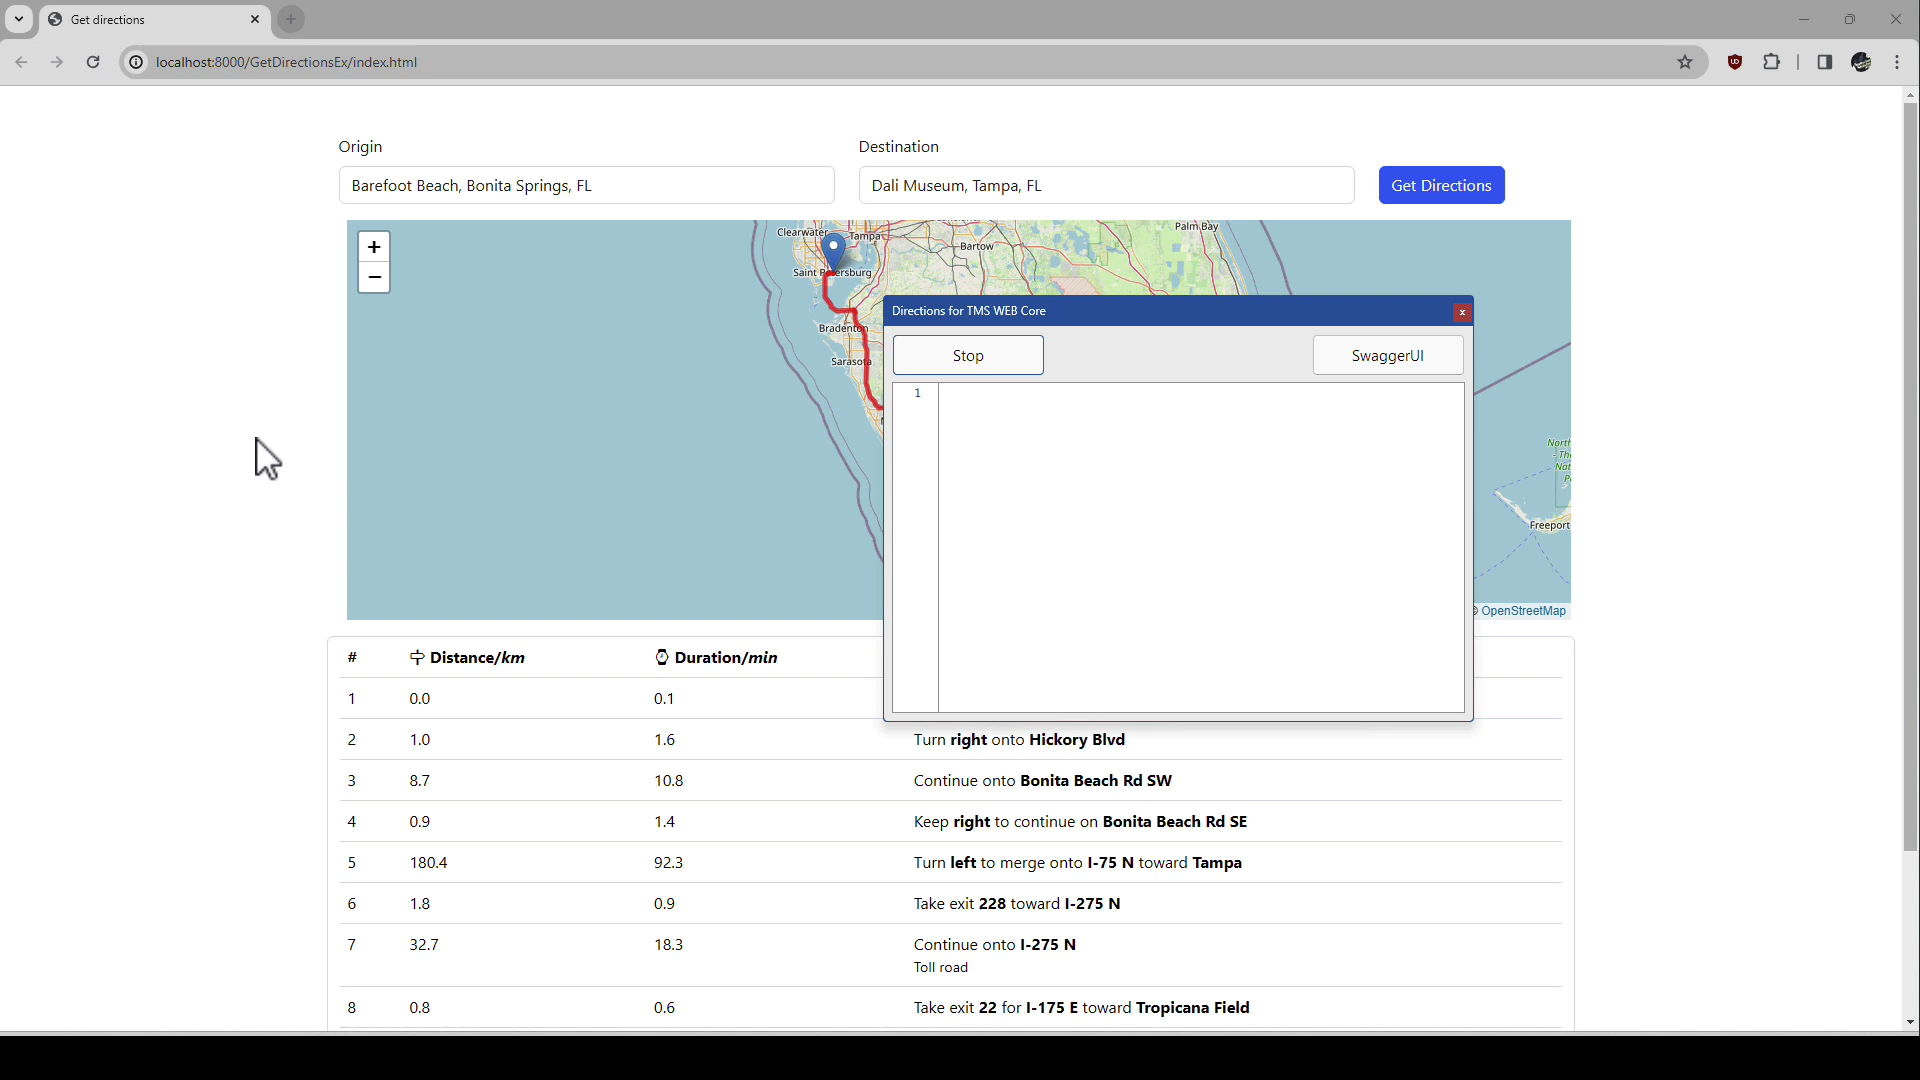 Get directions
localhost:8000/GetDirectionsEx/index.html
Origin
Destination
Barefoot Beach, Bonita Springs, FL
Dali Museum, Tampa, FL
Get Directions
+
−
Clearwater
Tampa
Bartow
Palm Bay
Saint Petersburg
Bradenton
Sarasota
Freeport
© OpenStreetMap
Directions for TMS WEB Core
Stop
SwaggerUI
1
# Distance/km Duration/min
1 0.0 0.1
2 1.0 1.6 Turn right onto Hickory Blvd
3 8.7 10.8 Continue onto Bonita Beach Rd SW
4 0.9 1.4 Keep right to continue on Bonita Beach Rd SE
5 180.4 92.3 Turn left to merge onto I-75 N toward Tampa
6 1.8 0.9 Take exit 228 toward I-275 N
7 32.7 18.3 Continue onto I-275 N
Toll road
8 0.8 0.6 Take exit 22 for I-175 E toward Tropicana Field